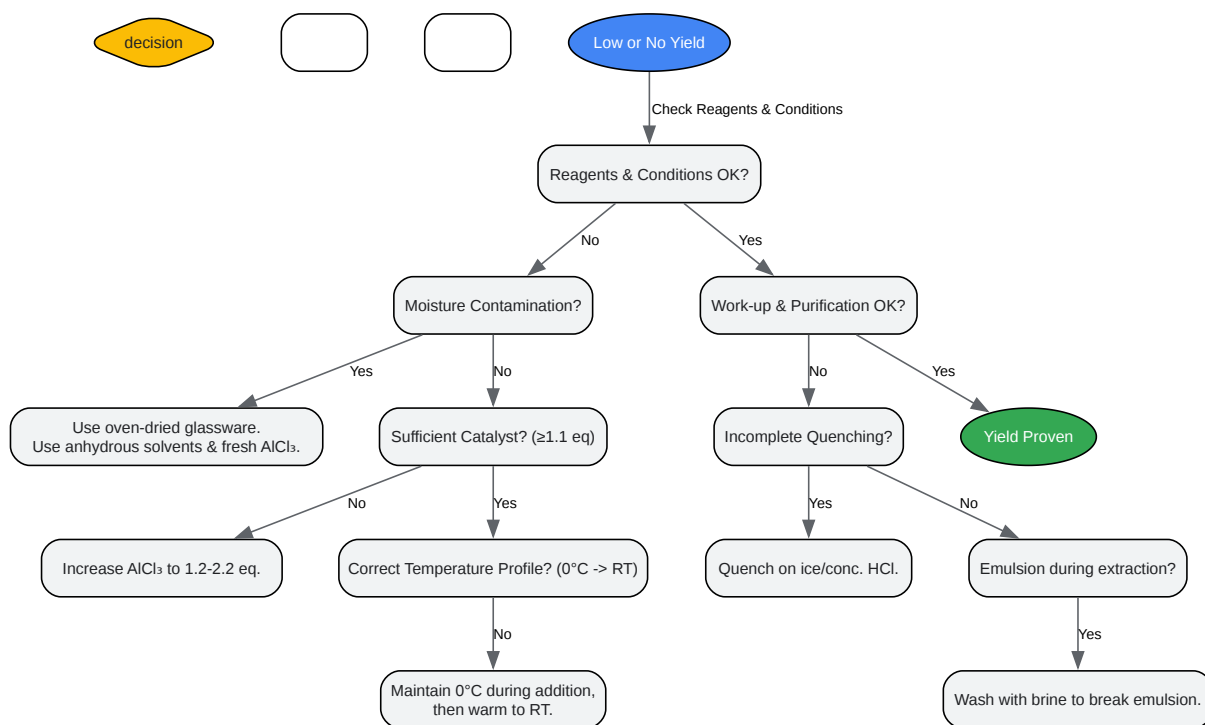 decision
Low or No Yield
Check Reagents & Conditions
Reagents & Conditions OK?
No
Yes
Moisture Contamination?
Work-up & Purification OK?
Yes
No
No
Yes
Use oven-dried glassware.
Use anhydrous solvents & fresh AlCl₃.
Sufficient Catalyst? (≥1.1 eq)
Incomplete Quenching?
Yield Proven
No
Yes
Yes
No
Increase AlCl₃ to 1.2-2.2 eq.
Correct Temperature Profile? (0°C -> RT)
Quench on ice/conc. HCl.
Emulsion during extraction?
No
Yes
Maintain 0°C during addition,
then warm to RT.
Wash with brine to break emulsion.